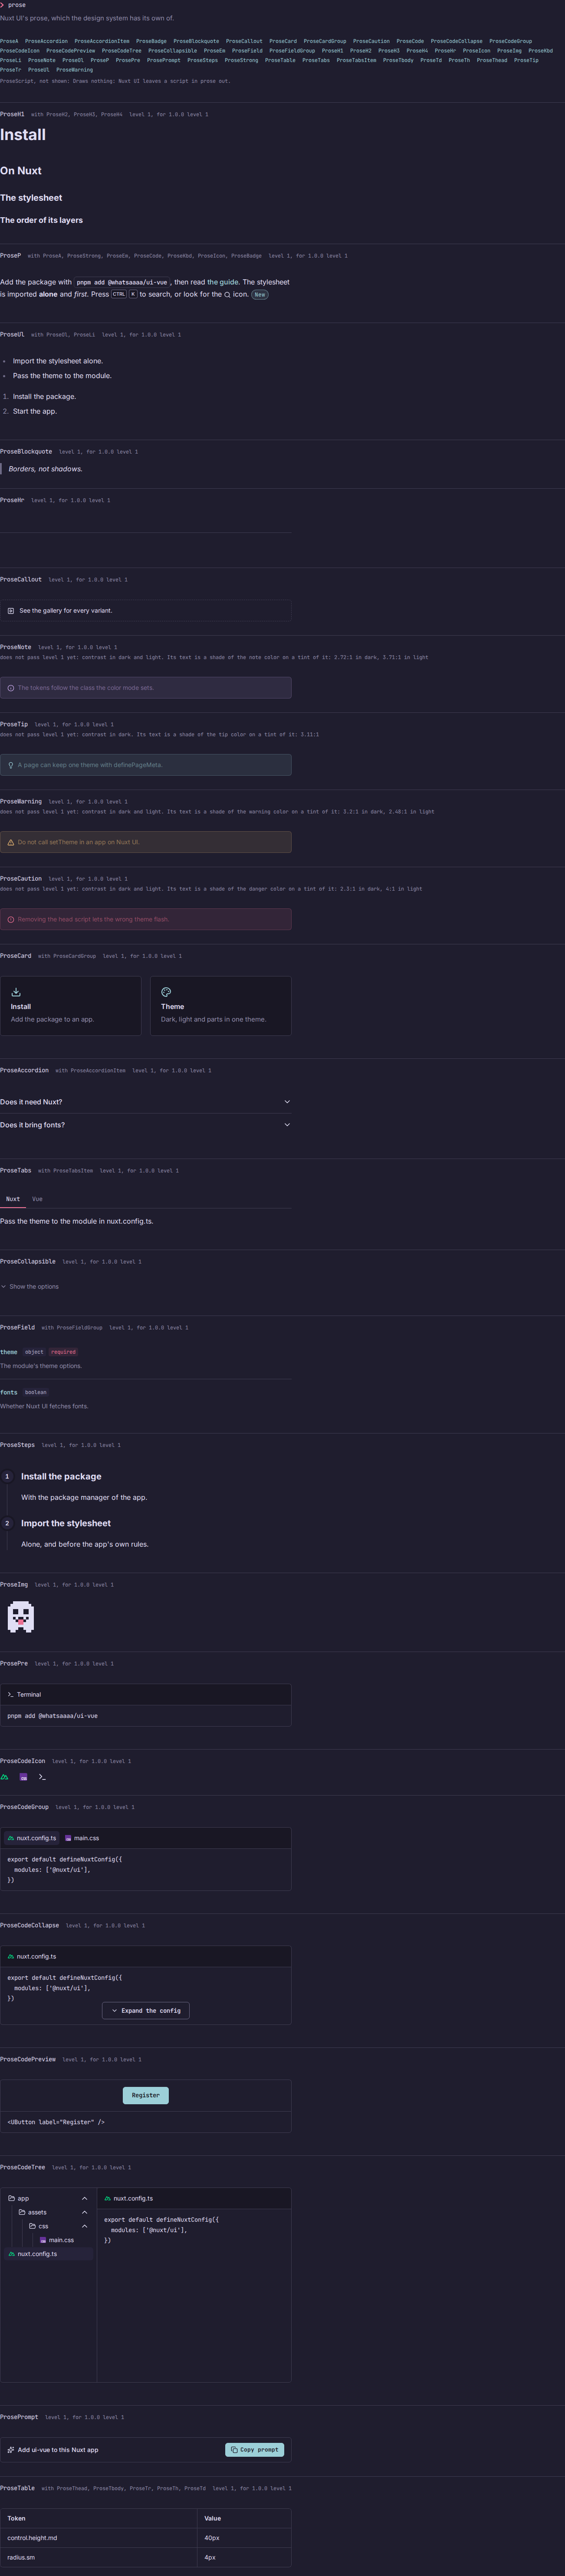 prose
Nuxt UI's prose, which the design system has its own of.
ProseA ProseAccordion ProseAccordionItem ProseBadge ProseBlockquote ProseCallout ProseCard ProseCardGroup ProseCaution ProseCode ProseCodeCollapse ProseCodeGroup
ProseCodeIcon ProseCodePreview ProseCodeTree ProseCollapsible ProseEm ProseField ProseFieldGroup ProseH1 ProseH2 ProseH3 ProseH4 ProseHr ProseIcon ProseImg ProseKbd
ProseLi ProseNote ProseOl ProseP ProsePre ProsePrompt ProseSteps ProseStrong ProseTable ProseTabs ProseTabsItem ProseTbody ProseTd ProseTh ProseThead ProseTip
ProseTr ProseUl ProseWarning
ProseScript, not shown: Draws nothing: Nuxt UI leaves a script in prose out.
ProseH1 with ProseH2, ProseH3, ProseH4 level 1, for 1.0.0 level 1
Install
On Nuxt
The stylesheet
The order of its layers
ProseP with ProseA, ProseStrong, ProseEm, ProseCode, ProseKbd, ProseIcon, ProseBadge level 1, for 1.0.0 level 1
Add the package with pnpm add @whatsaaaa/ui-vue, then read the guide. The stylesheet
is imported alone and first. Press CTRL K to search, or look for the icon. New
ProseUl with ProseOl, ProseLi level 1, for 1.0.0 level 1
Import the stylesheet alone.
Pass the theme to the module.
1. Install the package.
2. Start the app.
ProseBlockquote level 1, for 1.0.0 level 1
Borders, not shadows.
ProseHr level 1, for 1.0.0 level 1
ProseCallout level 1, for 1.0.0 level 1
See the gallery for every variant.
ProseNote level 1, for 1.0.0 level 1
does not pass level 1 yet: contrast in dark and light. Its text is a shade of the note color on a tint of it: 2.72:1 in dark, 3.71:1 in light
The tokens follow the class the color mode sets.
ProseTip level 1, for 1.0.0 level 1
does not pass level 1 yet: contrast in dark. Its text is a shade of the tip color on a tint of it: 3.11:1
A page can keep one theme with definePageMeta.
ProseWarning level 1, for 1.0.0 level 1
does not pass level 1 yet: contrast in dark and light. Its text is a shade of the warning color on a tint of it: 3.2:1 in dark, 2.48:1 in light
Do not call setTheme in an app on Nuxt UI.
ProseCaution level 1, for 1.0.0 level 1
does not pass level 1 yet: contrast in dark and light. Its text is a shade of the danger color on a tint of it: 2.3:1 in dark, 4:1 in light
Removing the head script lets the wrong theme flash.
ProseCard with ProseCardGroup level 1, for 1.0.0 level 1
Install
Add the package to an app.
Theme
Dark, light and parts in one theme.
ProseAccordion with ProseAccordionItem level 1, for 1.0.0 level 1
Does it need Nuxt?
Does it bring fonts?
ProseTabs with ProseTabsItem level 1, for 1.0.0 level 1
Nuxt Vue
Pass the theme to the module in nuxt.config.ts.
ProseCollapsible level 1, for 1.0.0 level 1
Show the options
ProseField with ProseFieldGroup level 1, for 1.0.0 level 1
theme object required
The module's theme options.
fonts boolean
Whether Nuxt UI fetches fonts.
ProseSteps level 1, for 1.0.0 level 1
1 Install the package
With the package manager of the app.
2 Import the stylesheet
Alone, and before the app's own rules.
ProseImg level 1, for 1.0.0 level 1
ProsePre level 1, for 1.0.0 level 1
Terminal
pnpm add @whatsaaaa/ui-vue
ProseCodeIcon level 1, for 1.0.0 level 1
ProseCodeGroup level 1, for 1.0.0 level 1
nuxt.config.ts main.css
export default defineNuxtConfig({
modules: ['@nuxt/ui'],
})
ProseCodeCollapse level 1, for 1.0.0 level 1
nuxt.config.ts
export default defineNuxtConfig({
modules: ['@nuxt/ui'],
})
Expand the config
ProseCodePreview level 1, for 1.0.0 level 1
Register
<UButton label="Register" />
ProseCodeTree level 1, for 1.0.0 level 1
app
assets
css
main.css
nuxt.config.ts
nuxt.config.ts
export default defineNuxtConfig({
modules: ['@nuxt/ui'],
})
ProsePrompt level 1, for 1.0.0 level 1
Add ui-vue to this Nuxt app
Copy prompt
ProseTable with ProseThead, ProseTbody, ProseTr, ProseTh, ProseTd level 1, for 1.0.0 level 1
Token Value
control.height.md 40px
radius.sm 4px